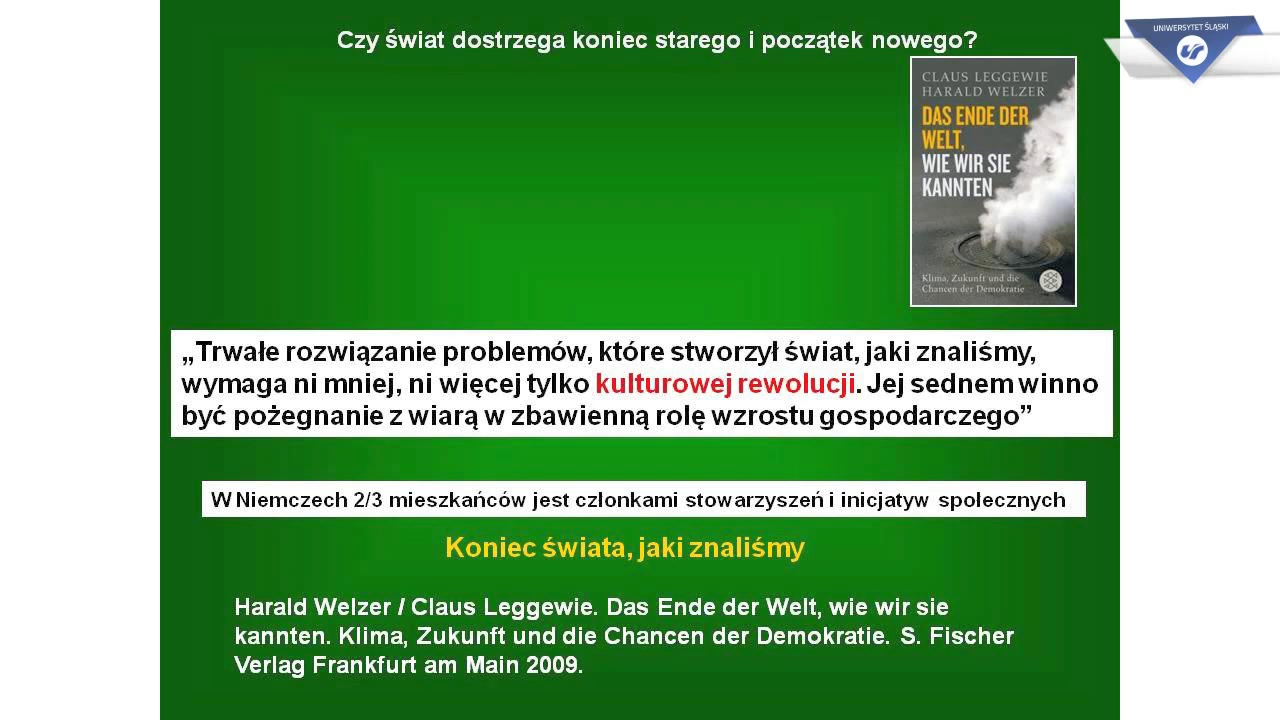 Czy świat dostrzega koniec starego i początek nowego?
UNIWERSYTET ŚLĄSKI
CLAUS LEGGEWIE
HARALD WELZER
DAS ENDE DER
WELT,
WIE WIR SIE
KANNTEN
Klima, Zukunft und die
Chancen der Demokratie
„Trwałe rozwiązanie problemów, które stworzył świat, jaki znaliśmy,
wymaga ni mniej, ni więcej tylko kulturowej rewolucji. Jej sednem winno
być pożegnanie z wiarą w zbawienną rolę wzrostu gospodarczego”
W Niemczech 2/3 mieszkańców jest członkami stowarzyszeń i inicjatyw społecznych
Koniec świata, jaki znaliśmy
Harald Welzer / Claus Leggewie. Das Ende der Welt, wie wir sie
kannten. Klima, Zukunft und die Chancen der Demokratie. S. Fischer
Verlag Frankfurt am Main 2009.